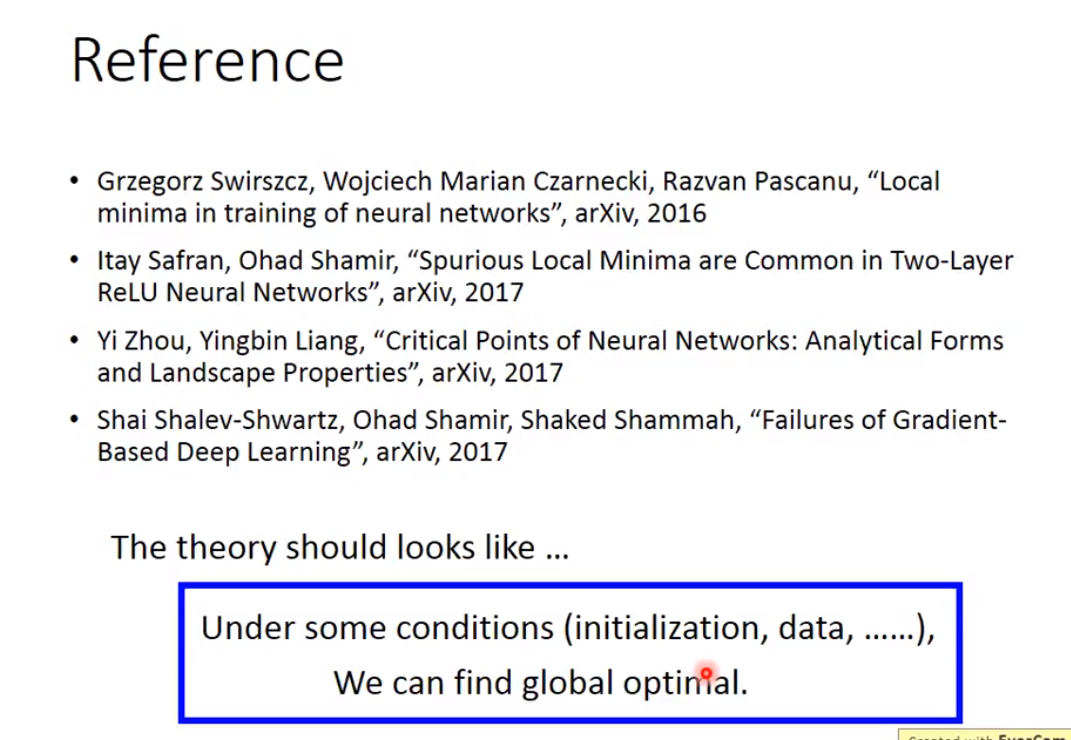 Reference
• Grzegorz Swirszcz, Wojciech Marian Czarnecki, Razvan Pascanu, “Local
minima in training of neural networks”, arXiv, 2016
• Itay Safran, Ohad Shamir, “Spurious Local Minima are Common in Two-Layer
ReLU Neural Networks”, arXiv, 2017
• Yi Zhou, Yingbin Liang, “Critical Points of Neural Networks: Analytical Forms
and Landscape Properties”, arXiv, 2017
• Shai Shalev-Shwartz, Ohad Shamir, Shaked Shammah, “Failures of Gradient-
Based Deep Learning”, arXiv, 2017
The theory should looks like ...
Under some conditions (initialization, data, ......),
We can find global optimal.
Created with EverCam